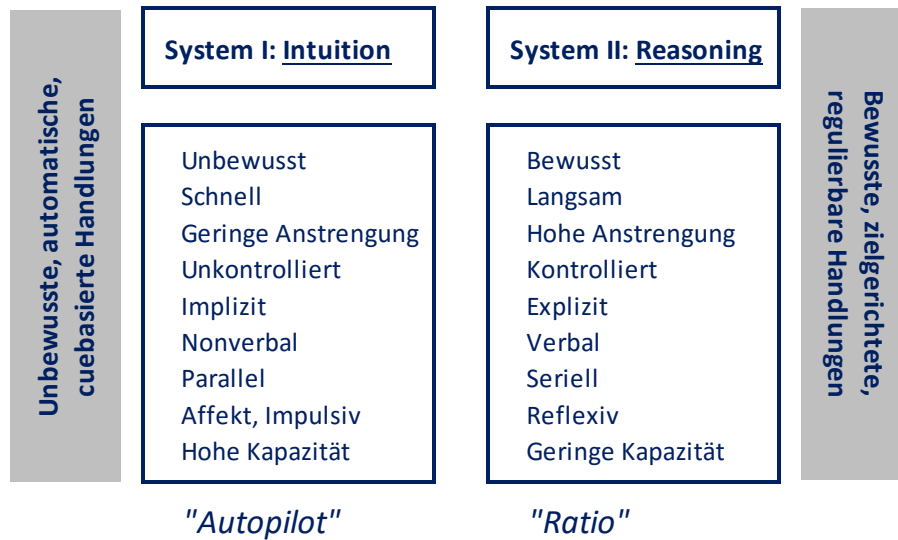 Unbewusste, automatische,
cuebasierte Handlungen
System I: Intuition
Unbewusst
Schnell
Geringe Anstrengung
Unkontrolliert
Implizit
Nonverbal
Parallel
Affekt, Impulsiv
Hohe Kapazität
"Autopilot"
System II: Reasoning
Bewusst
Langsam
Hohe Anstrengung
Kontrolliert
Explizit
Verbal
Seriell
Reflexiv
Geringe Kapazität
"Ratio"
Bewusste, zielgerichtete,
regulierbare Handlungen